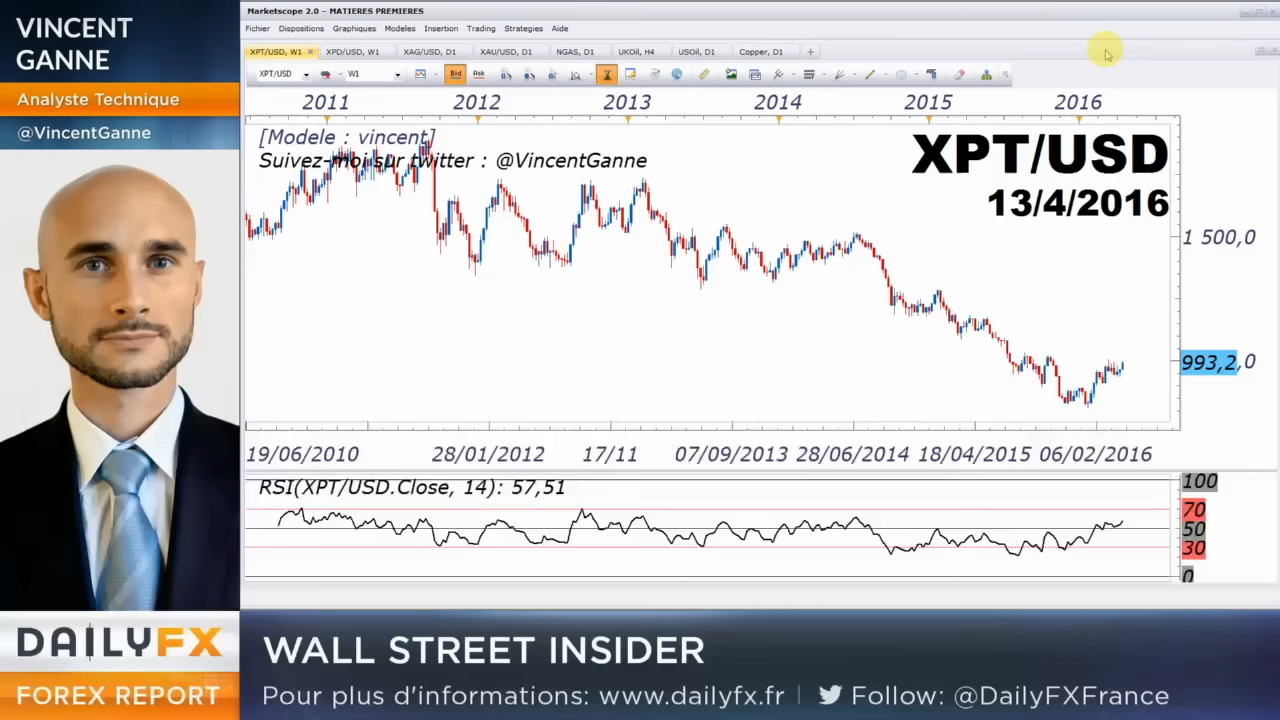 VINCENT
GANNE
Analyste Technique
@VincentGanne
Marketscope 2.0 – MATIERES PREMIERES
Fichier Dispositions Graphiques Modeles Insertion Trading Strategies Aide
XPT/USD, W1 XPD/USD, W1 XAG/USD, D1 XAU/USD, D1 NGAS, D1 UKOil, H4 USOil, D1 Copper, D1
XPT/USD W1 Bid Ask
2011 2012 2013 2014 2015 2016
[Modele : vincent]
Suivez-moi sur twitter : @VincentGanne
XPT/USD
13/4/2016
1 500,0
993,2 ,0
19/06/2010 28/01/2012 17/11 07/09/2013 28/06/2014 18/04/2015 06/02/2016
RSI(XPT/USD.Close, 14): 57,51
100
70
50
30
0
DAILYFX
FOREX REPORT
WALL STREET INSIDER
Pour plus d'informations: www.dailyfx.fr | Follow: @DailyFXFrance